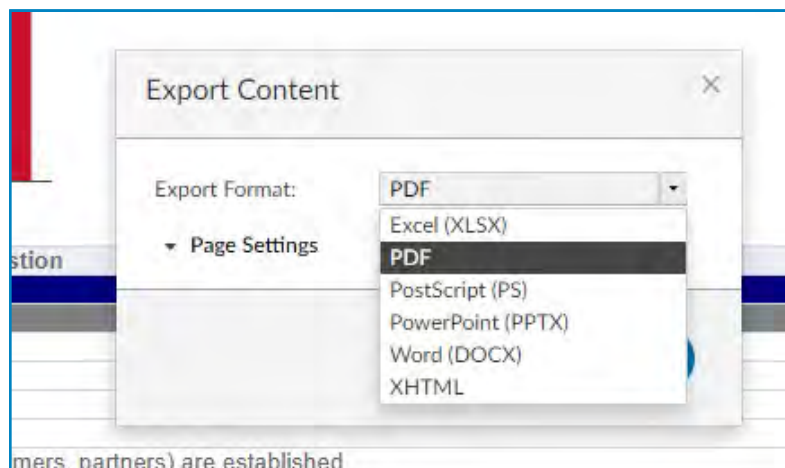 Export Content
Export Format:
PDF
Excel (XLSX)
Page Settings
stion
PDF
PostScript (PS)
PowerPoint (PPTX)
Word (DOCX)
XHTML
mers, partners) are established